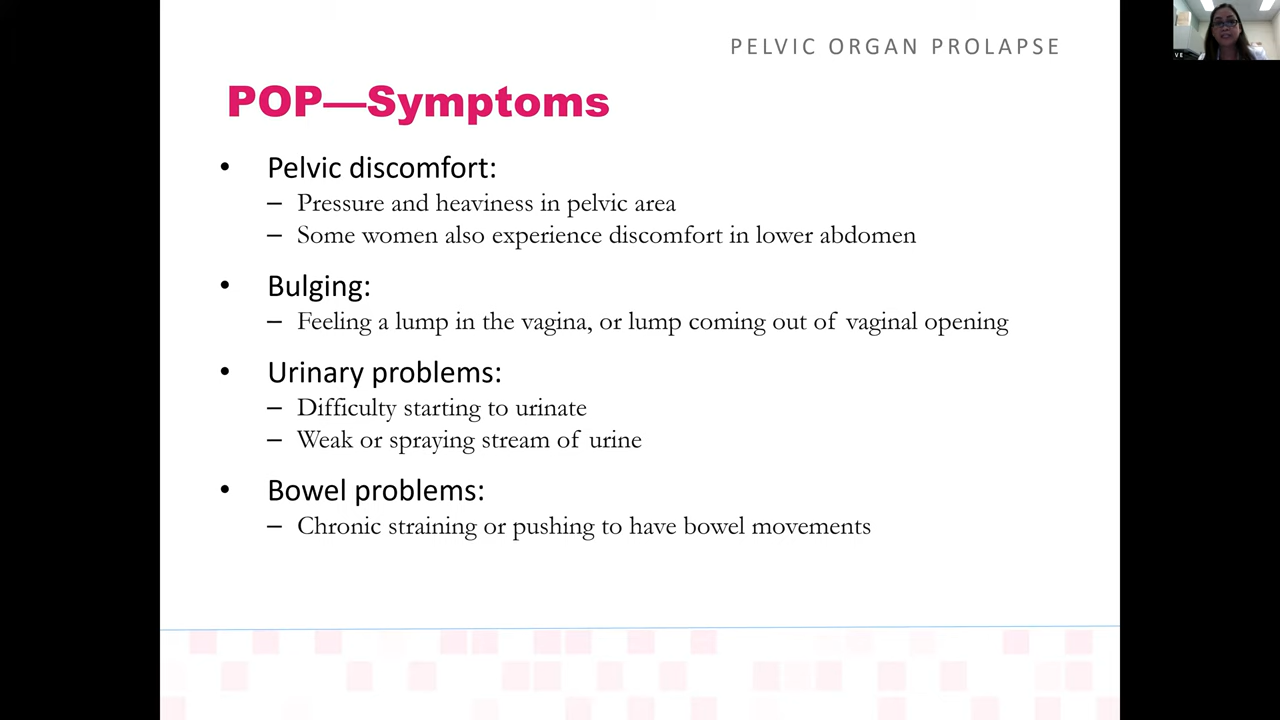 PELVIC ORGAN PROLAPSE
POP—Symptoms
• Pelvic discomfort:
– Pressure and heaviness in pelvic area
– Some women also experience discomfort in lower abdomen
• Bulging:
– Feeling a lump in the vagina, or lump coming out of vaginal opening
• Urinary problems:
– Difficulty starting to urinate
– Weak or spraying stream of urine
• Bowel problems:
– Chronic straining or pushing to have bowel movements